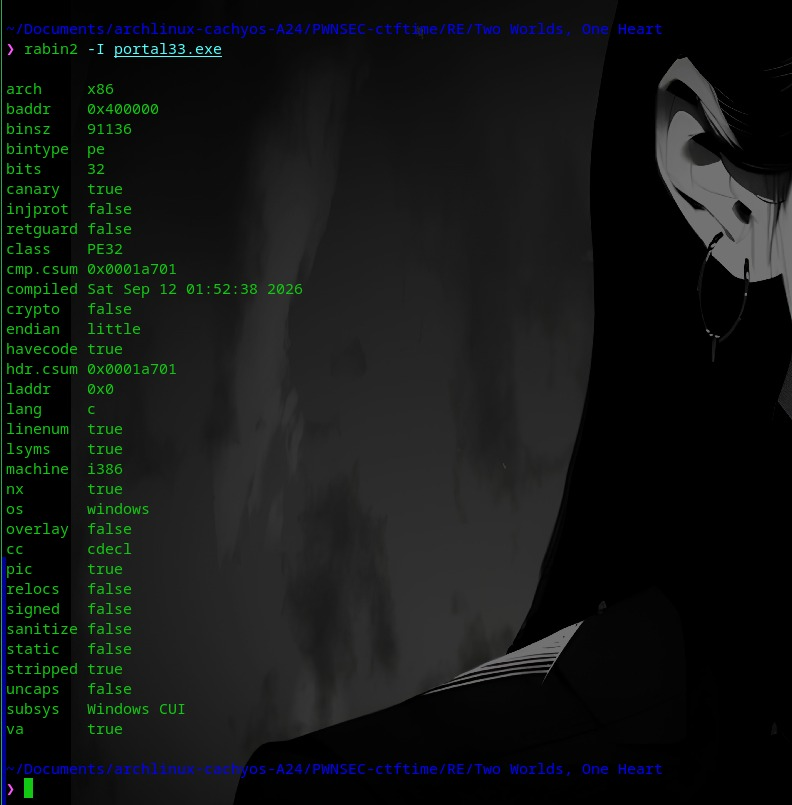 ~/Documents/archlinux-cachyos-A24/PWNSEC-ctftime/RE/Two Worlds, One Heart
❯ rabin2 -I portal33.exe
arch     x86
baddr    0x400000
binsz    91136
bintype  pe
bits     32
canary   true
injprot  false
retguard false
class    PE32
cmp.csum 0x0001a701
compiled Sat Sep 12 01:52:38 2026
crypto   false
endian   little
havecode true
hdr.csum 0x0001a701
laddr    0x0
lang     c
linenum  true
lsyms    true
machine  i386
nx       true
os       windows
overlay  false
cc       cdecl
pic      true
relocs   false
signed   false
sanitize false
static   false
stripped true
uncaps   false
subsys   Windows CUI
va       true
~/Documents/archlinux-cachyos-A24/PWNSEC-ctftime/RE/Two Worlds, One Heart
❯